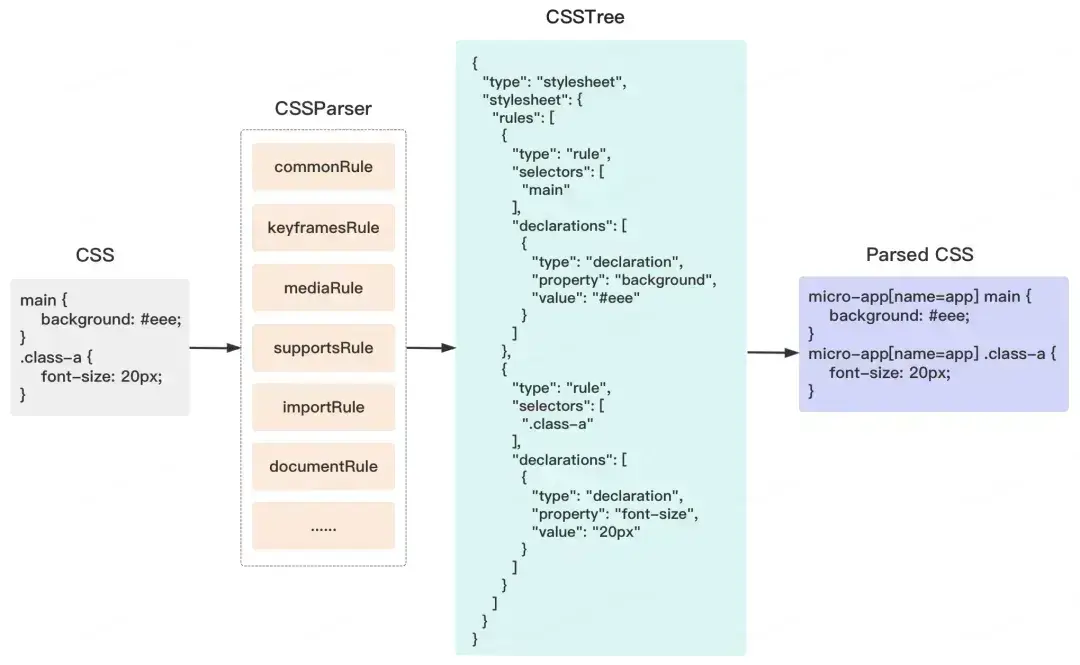 CSS
main {
background: #eee;
}
.class-a {
font-size: 20px;
}
CSSParser
commonRule
keyframesRule
mediaRule
supportsRule
importRule
documentRule
......
CSSTree
{
"type": "stylesheet",
"stylesheet": {
"rules": [
{
"type": "rule",
"selectors": [
"main"
],
"declarations": [
{
"type": "declaration",
"property": "background",
"value": "#eee"
}
]
},
{
"type": "rule",
"selectors": [
".class-a"
],
"declarations": [
{
"type": "declaration",
"property": "font-size",
"value": "20px"
}
]
}
]
}
}
Parsed CSS
micro-app[name=app] main {
background: #eee;
}
micro-app[name=app] .class-a {
font-size: 20px;
}